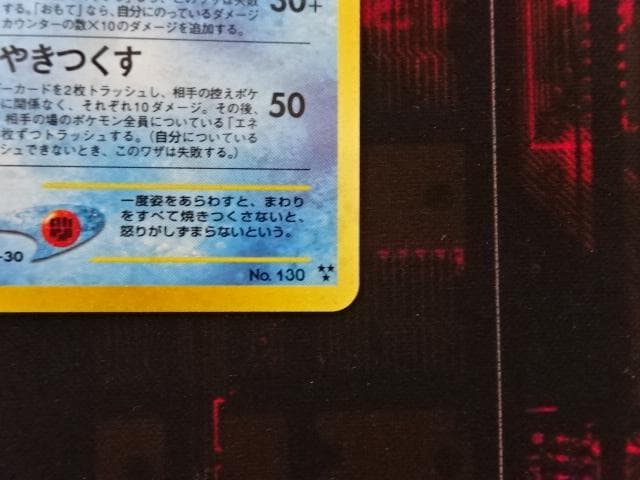 する。「おもて」なら、自分にのっているダメージ
カウンターの数×10のダメージを追加する。
30+
やきつくす
カードを2枚トラッシュし、相手の控えポケ
に関係なく、それぞれ10ダメージ。その後、
相手の場のポケモン全員についている「エネ
枚ずつトラッシュする。(自分についている
シュできないとき、このワザは失敗する。)
50
一度姿をあらわすと、まわり
をすべて焼きつくさないと、
怒りがしずまらないという。
-30
No. 130